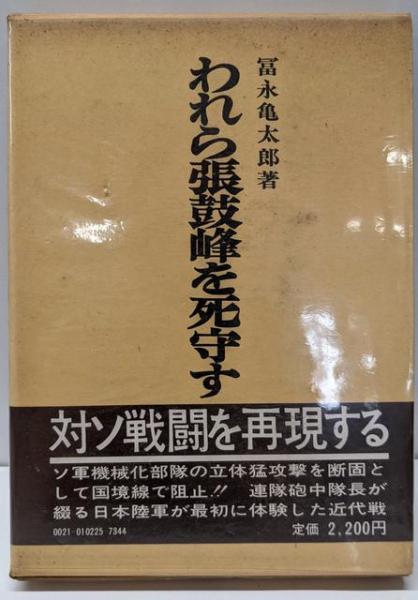 冨永亀太郎著
われら張鼓峰を死守す
対ソ戦闘を再現する
ソ軍機械化部隊の立体猛攻撃を断固と
して国境線で阻止!! 連隊砲中隊長が
綴る日本陸軍が最初に体験した近代戦
0021-010225-7344
定価 2,200円